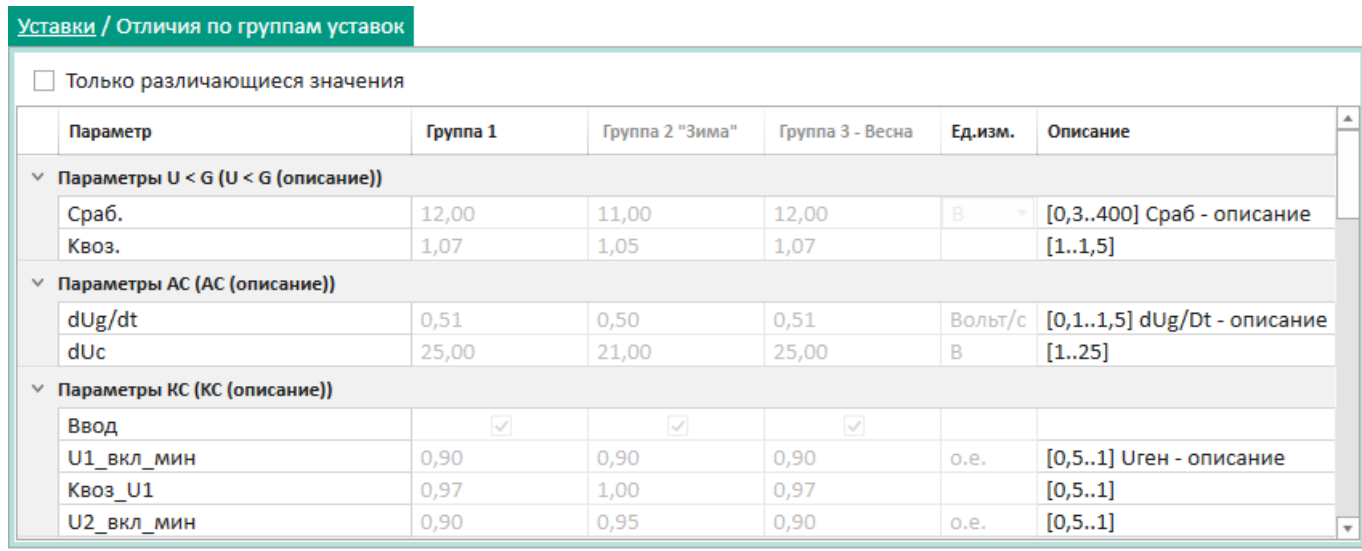 Уставки / Отличия по группам уставок
Только различающиеся значения
Параметр Группа 1 Группа 2 "Зима" Группа 3 - Весна Ед.изм. Описание
Параметры U < G (U < G (описание))
Сраб. 12,00 11,00 12,00 В [0,3..400] Сраб - описание
Квоз. 1,07 1,05 1,07 [1..1,5]
Параметры АС (АС (описание))
dUg/dt 0,51 0,50 0,51 Вольт/с [0,1..1,5] dUg/Dt - описание
dUc 25,00 21,00 25,00 В [1..25]
Параметры КС (КС (описание))
Ввод
U1_вкл_мин 0,90 0,90 0,90 о.е. [0,5..1] Uген - описание
Квоз_U1 0,97 1,00 0,97 [0,5..1]
U2_вкл_мин 0,90 0,95 0,90 о.е. [0,5..1]